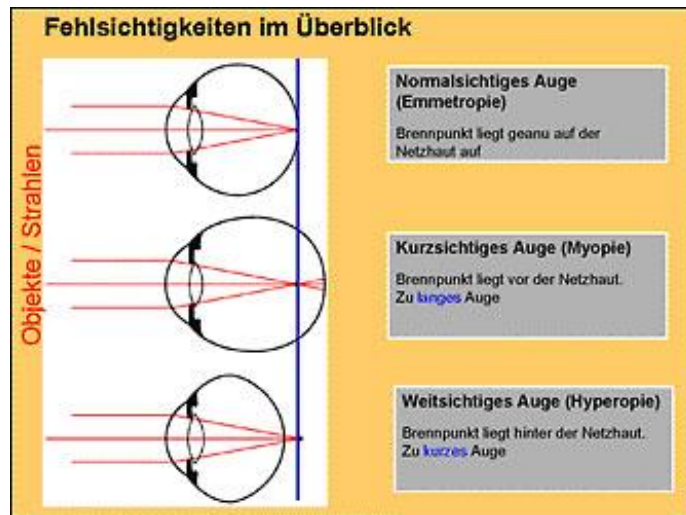 Fehlsichtigkeiten im Überblick
Objekte / Strahlen
Normalsichtiges Auge
(Emmetropie)
Brennpunkt liegt geanu auf der
Netzhaut auf
Kurzsichtiges Auge (Myopie)
Brennpunkt liegt vor der Netzhaut.
Zu langes Auge
Weitsichtiges Auge (Hyperopie)
Brennpunkt liegt hinter der Netzhaut.
Zu kurzes Auge